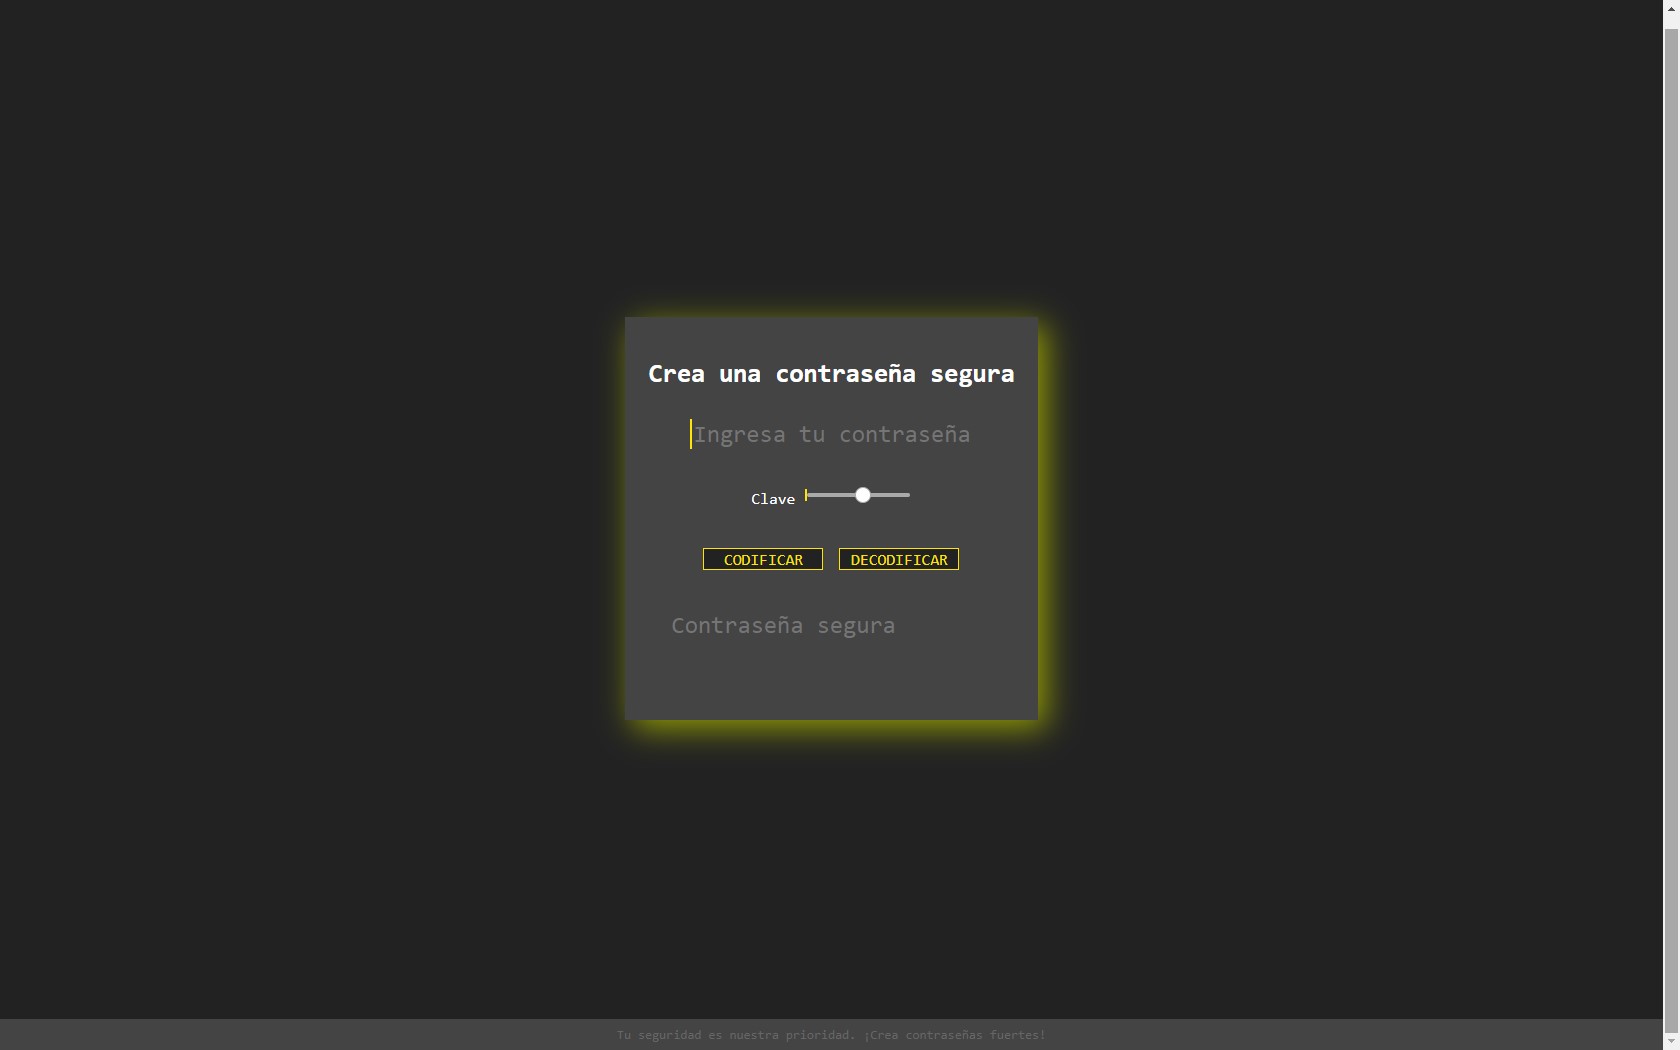 Crea una contraseña segura
Ingresa tu contraseña
Clave
CODIFICAR DECODIFICAR
Contraseña segura
Tu seguridad es nuestra prioridad. ¡Crea contraseñas fuertes!